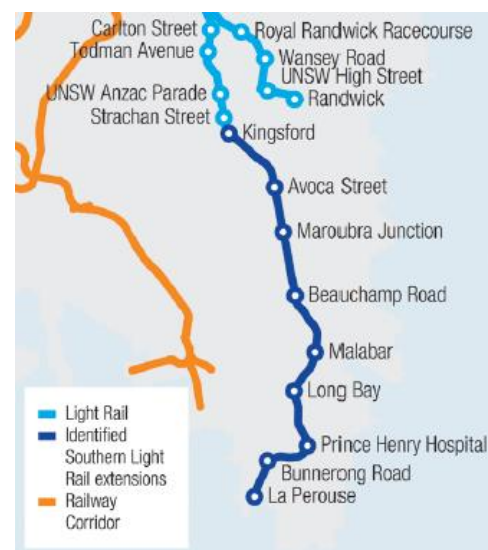 Carlton Street
Royal Randwick Racecourse
Todman Avenue
Wansey Road
UNSW High Street
UNSW Anzac Parade
Randwick
Strachan Street
Kingsford
Avoca Street
Maroubra Junction
Beauchamp Road
Malabar
Long Bay
Prince Henry Hospital
Bunnerong Road
La Perouse
Light Rail
Identified
Southern Light
Rail extensions
Railway
Corridor